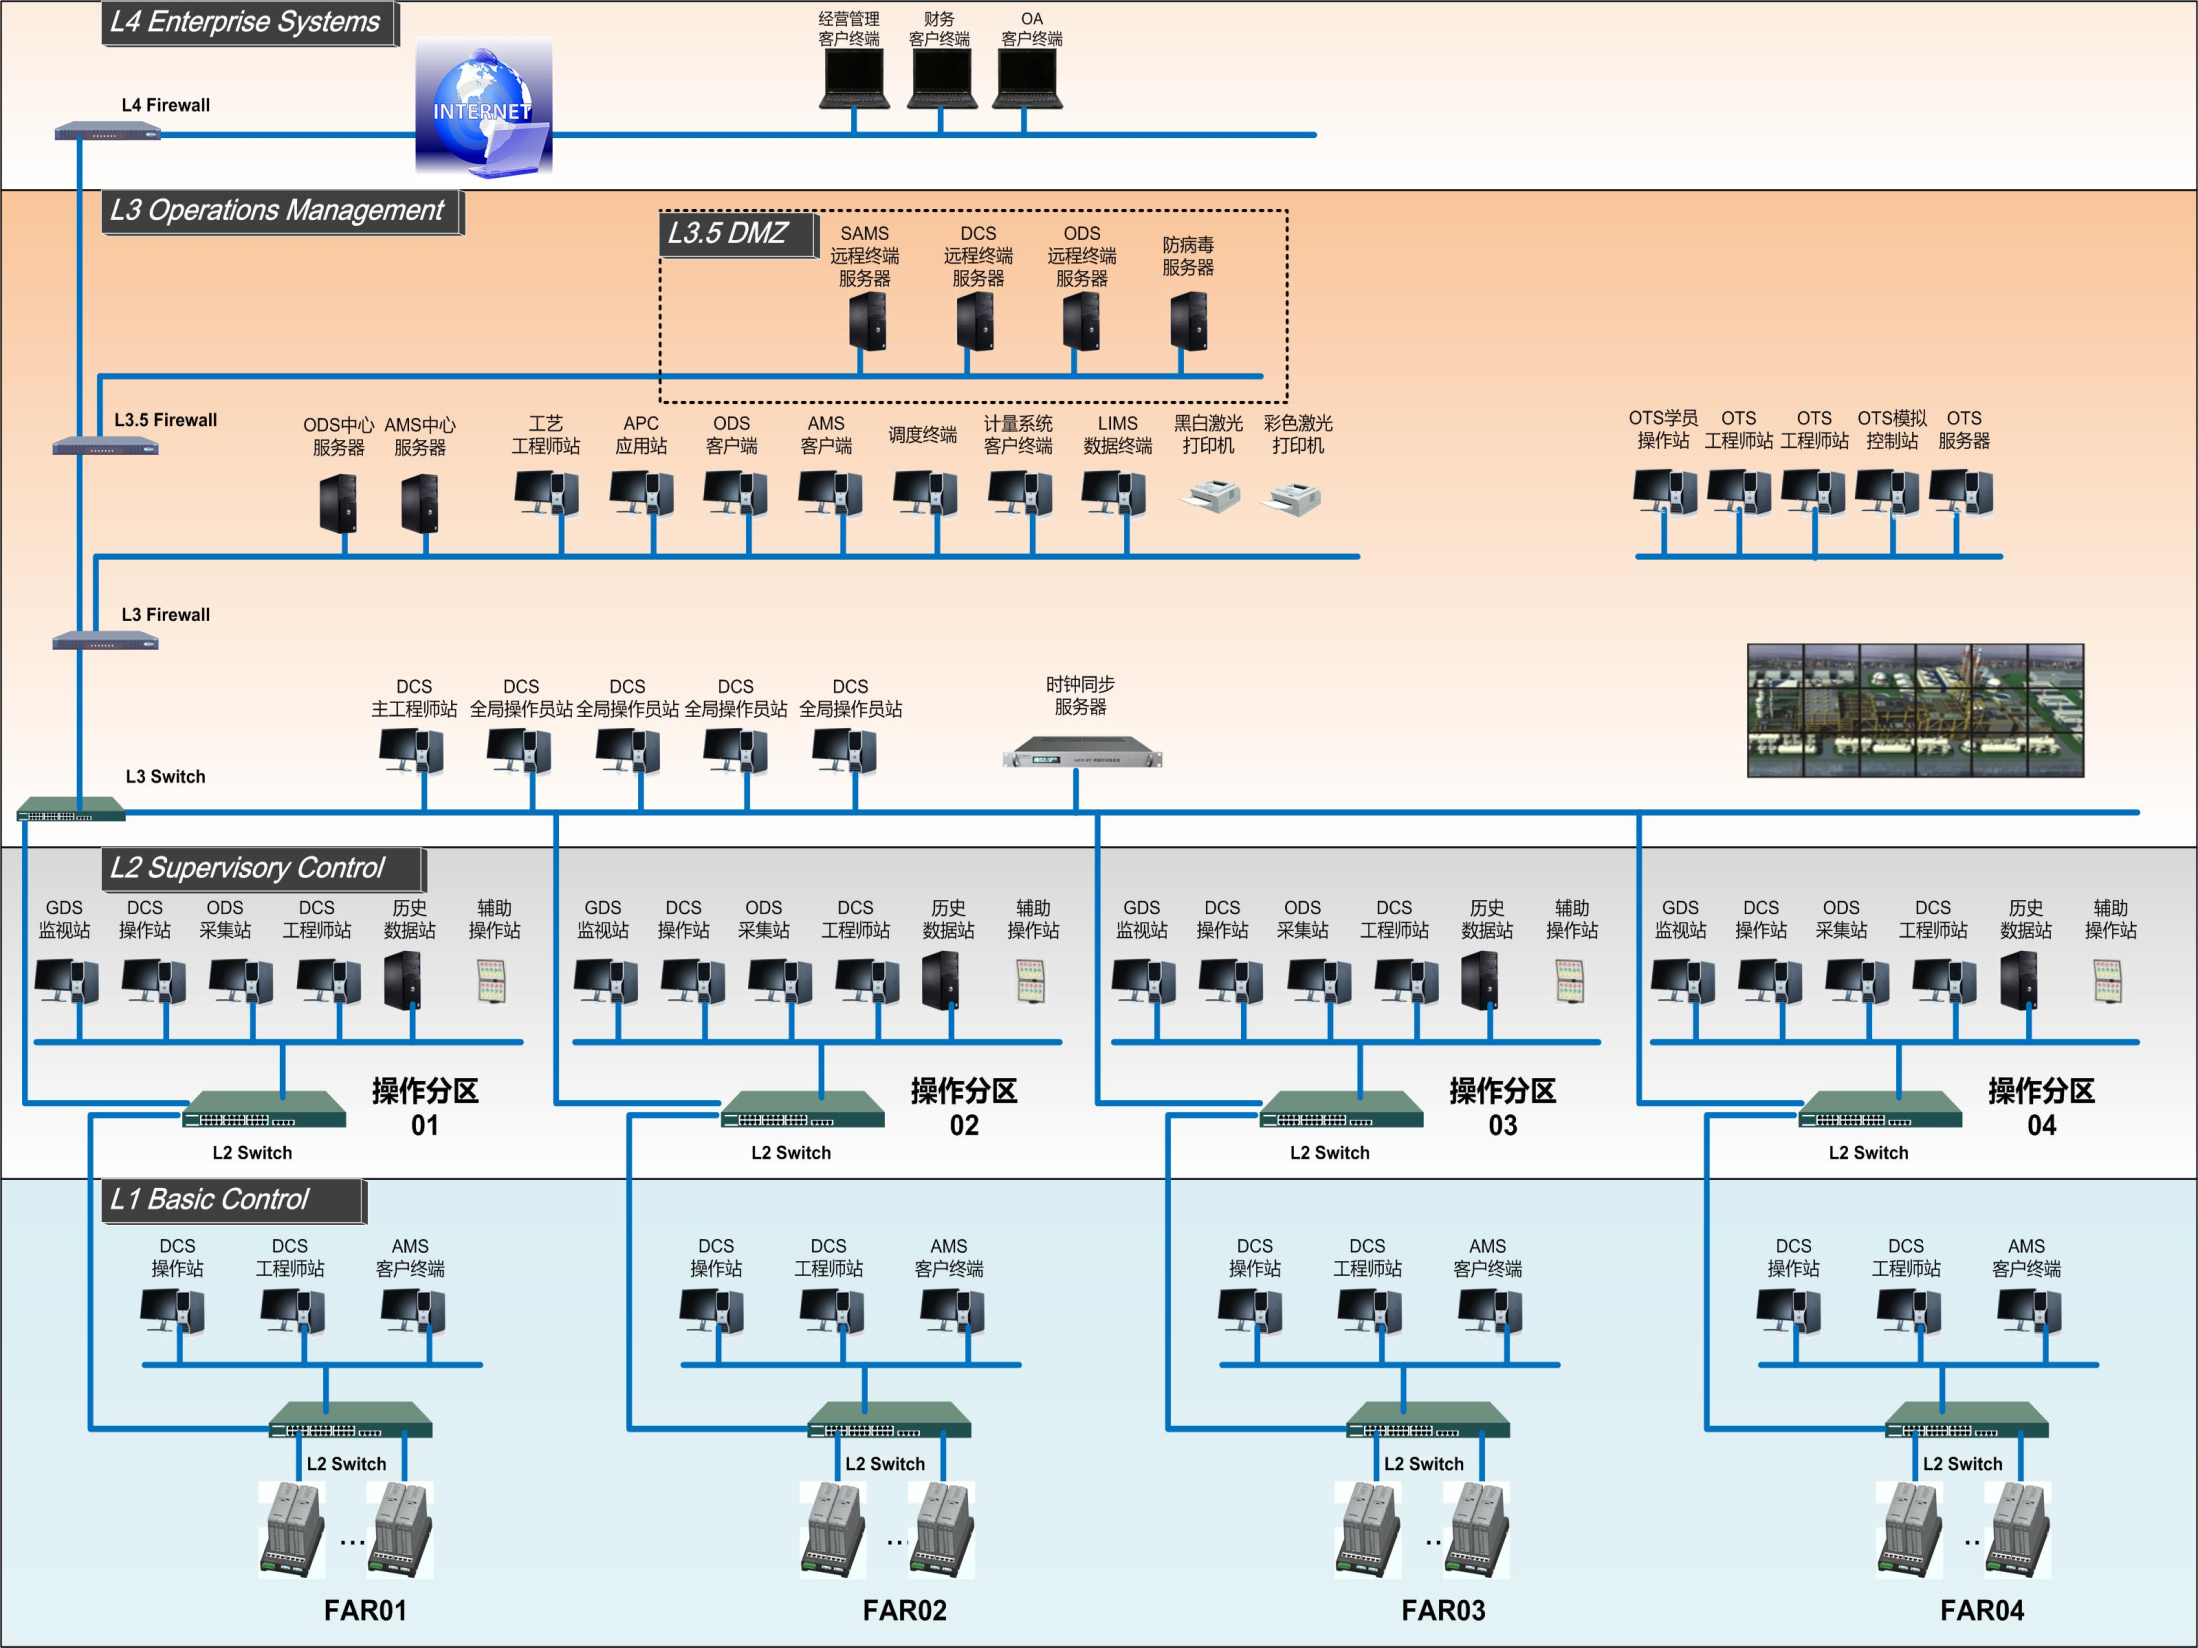 L4 Enterprise Systems
经营管理
客户终端
财务
客户终端
OA
客户终端
L4 Firewall
INTERNET
L3 Operations Management
L3.5 DMZ
SAMS
远程终端
服务器
DCS
远程终端
服务器
ODS
远程终端
服务器
防病毒
服务器
L3.5 Firewall
ODS中心
服务器
AMS中心
服务器
工艺
工程师站
APC
应用站
ODS
客户端
AMS
客户端
调度终端
计量系统
客户终端
LIMS
数据终端
黑白激光
打印机
彩色激光
打印机
OTS学员
操作站
OTS
工程师站
OTS
工程师站
OTS模拟
控制站
OTS
服务器
L3 Firewall
DCS
主工程师站
DCS
全局操作员站
DCS
全局操作员站
DCS
全局操作员站
DCS
全局操作员站
时钟同步
服务器
L3 Switch
L2 Supervisory Control
GDS
监视站
DCS
操作站
ODS
采集站
DCS
工程师站
历史
数据站
辅助
操作站
GDS
监视站
DCS
操作站
ODS
采集站
DCS
工程师站
历史
数据站
辅助
操作站
GDS
监视站
DCS
操作站
ODS
采集站
DCS
工程师站
历史
数据站
辅助
操作站
GDS
监视站
DCS
操作站
ODS
采集站
DCS
工程师站
历史
数据站
辅助
操作站
操作分区
01
L2 Switch
操作分区
02
L2 Switch
操作分区
03
L2 Switch
操作分区
04
L2 Switch
L1 Basic Control
DCS
操作站
DCS
工程师站
AMS
客户终端
DCS
操作站
DCS
工程师站
AMS
客户终端
DCS
操作站
DCS
工程师站
AMS
客户终端
DCS
操作站
DCS
工程师站
AMS
客户终端
L2 Switch
L2 Switch
L2 Switch
L2 Switch
...
...
..
..
FAR01
FAR02
FAR03
FAR04